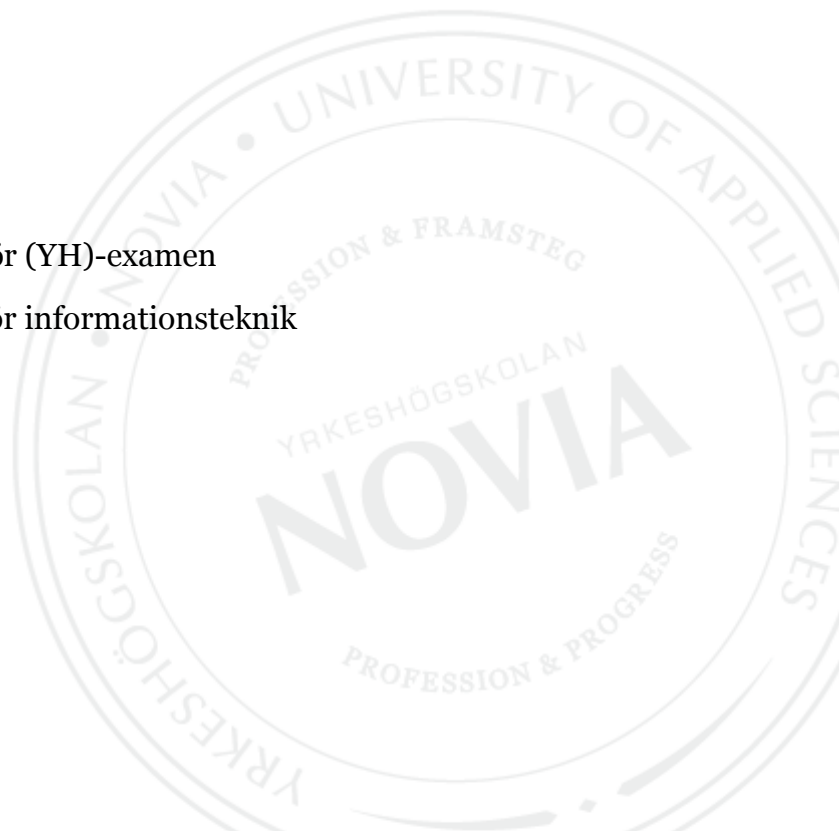 ör (YH)-examen
ör informationsteknik
YRKESHÖGSKOLAN • NOVIA • UNIVERSITY OF APPLIED SCIENCES
PROFESSION & FRAMSTEG
YRKESHÖGSKOLAN
NOVIA
PROFESSION & PROGRESS